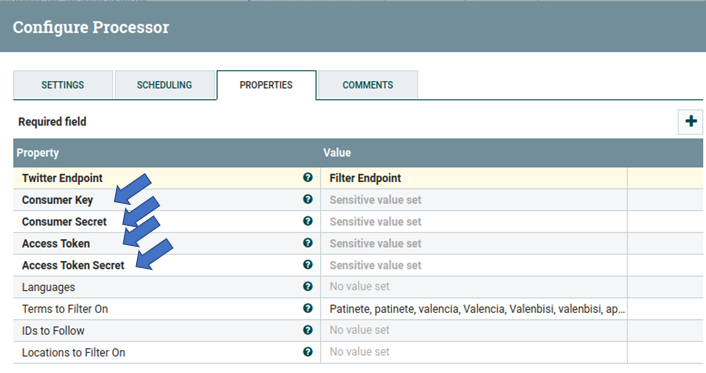 Configure Processor
SETTINGS SCHEDULING PROPERTIES COMMENTS
Required field
Property Value
Twitter Endpoint Filter Endpoint
Consumer Key Sensitive value set
Consumer Secret Sensitive value set
Access Token Sensitive value set
Access Token Secret Sensitive value set
Languages No value set
Terms to Filter On Patinete, patinete, valencia, Valencia, Valenbisi, valenbisi, ap...
IDs to Follow No value set
Locations to Filter On No value set